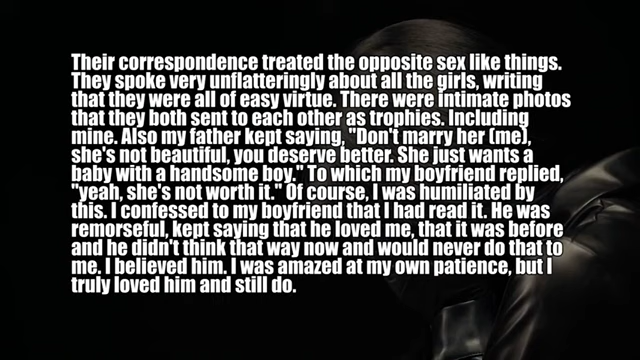 Their correspondence treated the opposite sex like things.
They spoke very unflatteringly about all the girls, writing
that they were all of easy virtue. There were intimate photos
that they both sent to each other as trophies. Including
mine. Also my father kept saying, "Don't marry her (me),
she's not beautiful, you deserve better. She just wants a
baby with a handsome boy." To which my boyfriend replied,
"yeah, she's not worth it." Of course, I was humiliated by
this. I confessed to my boyfriend that I had read it. He was
remorseful, kept saying that he loved me, that it was before
and he didn't think that way now and would never do that to
me. I believed him. I was amazed at my own patience, but I
truly loved him and still do.